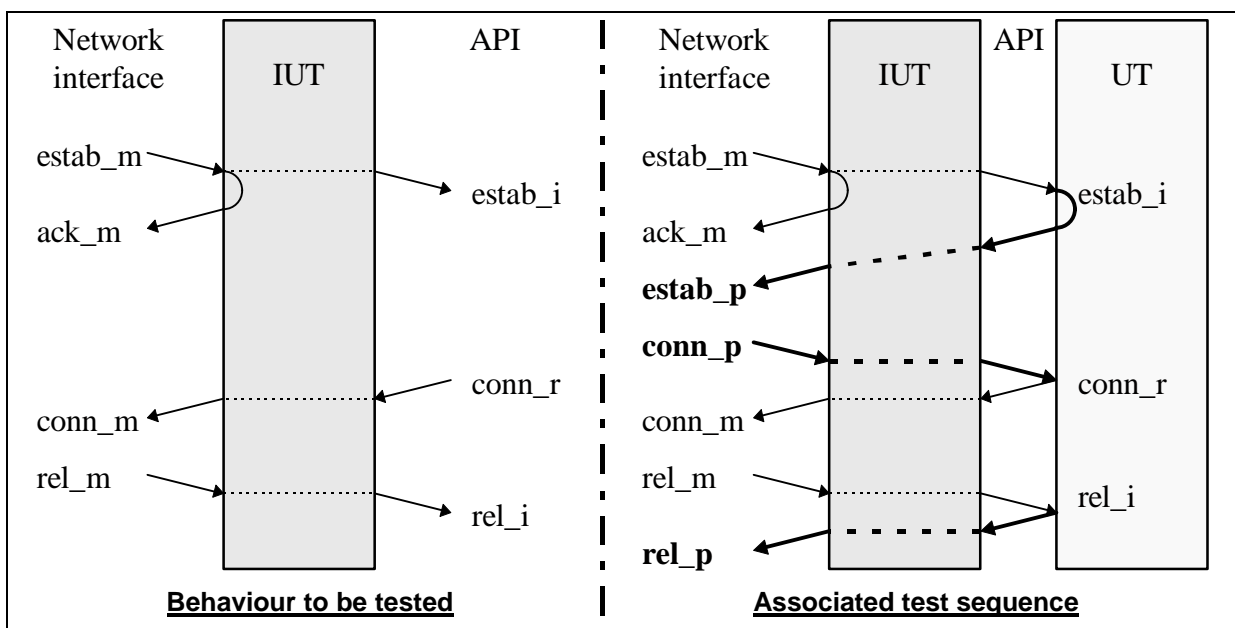 Network
interface
IUT
API
estab_m
estab_i
ack_m
conn_r
conn_m
rel_m
rel_i
Behaviour to be tested
Network
interface
IUT
API
UT
estab_m
estab_i
ack_m
estab_p
conn_p
conn_r
conn_m
rel_m
rel_i
rel_p
Associated test sequence